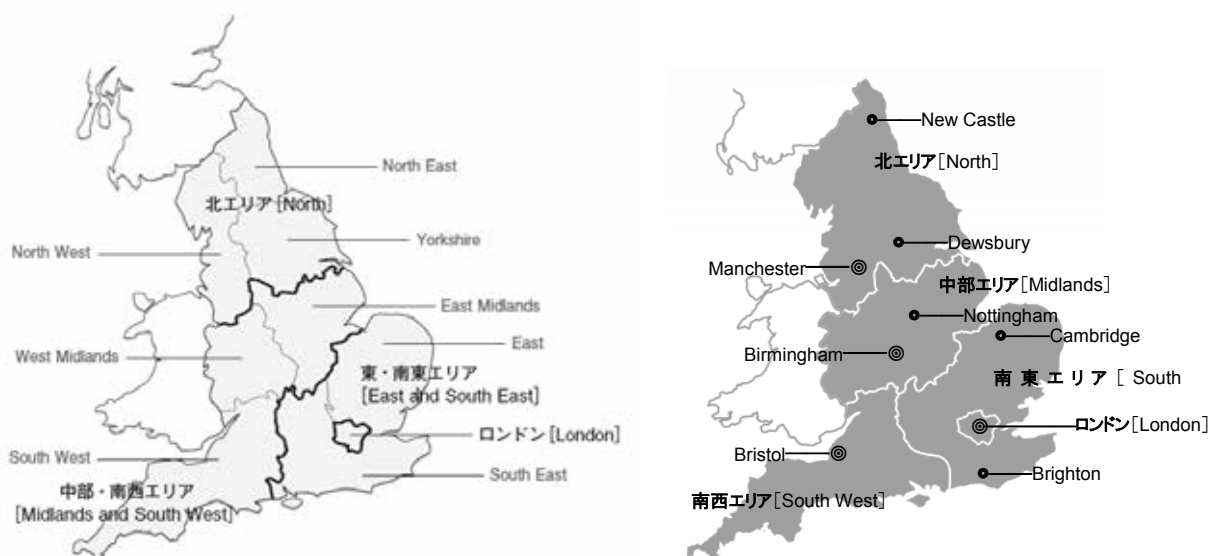 North East
北エリア[North]
Yorkshire
North West
East Midlands
East
West Midlands
東・南東エリア
[East and South East]
ロンドン[London]
South West
South East
中部・南西エリア
[Midlands and South West]
New Castle
北エリア[North]
Dewsbury
Manchester
中部エリア[Midlands]
Nottingham
Cambridge
Birmingham
南 東 エ リ ア [ South
ロンドン[London]
Bristol
Brighton
南西エリア[South West]